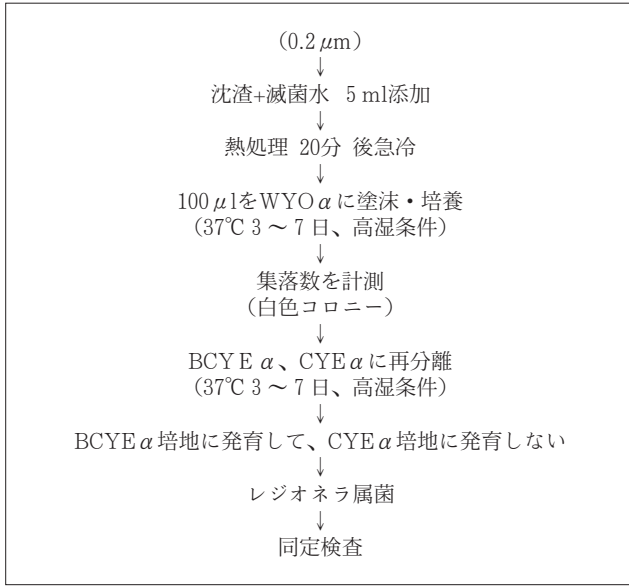 (0.2μm)
↓
沈渣+滅菌水 5ml添加
↓
熱処理 20分 後急冷
↓
100μlをWYOαに塗沫・培養
(37℃ 3～7日、高湿条件)
↓
集落数を計測
(白色コロニー)
↓
BCYEα、CYEαに再分離
(37℃ 3～7日、高湿条件)
↓
BCYEα培地に発育して、CYEα培地に発育しない
↓
レジオネラ属菌
↓
同定検査